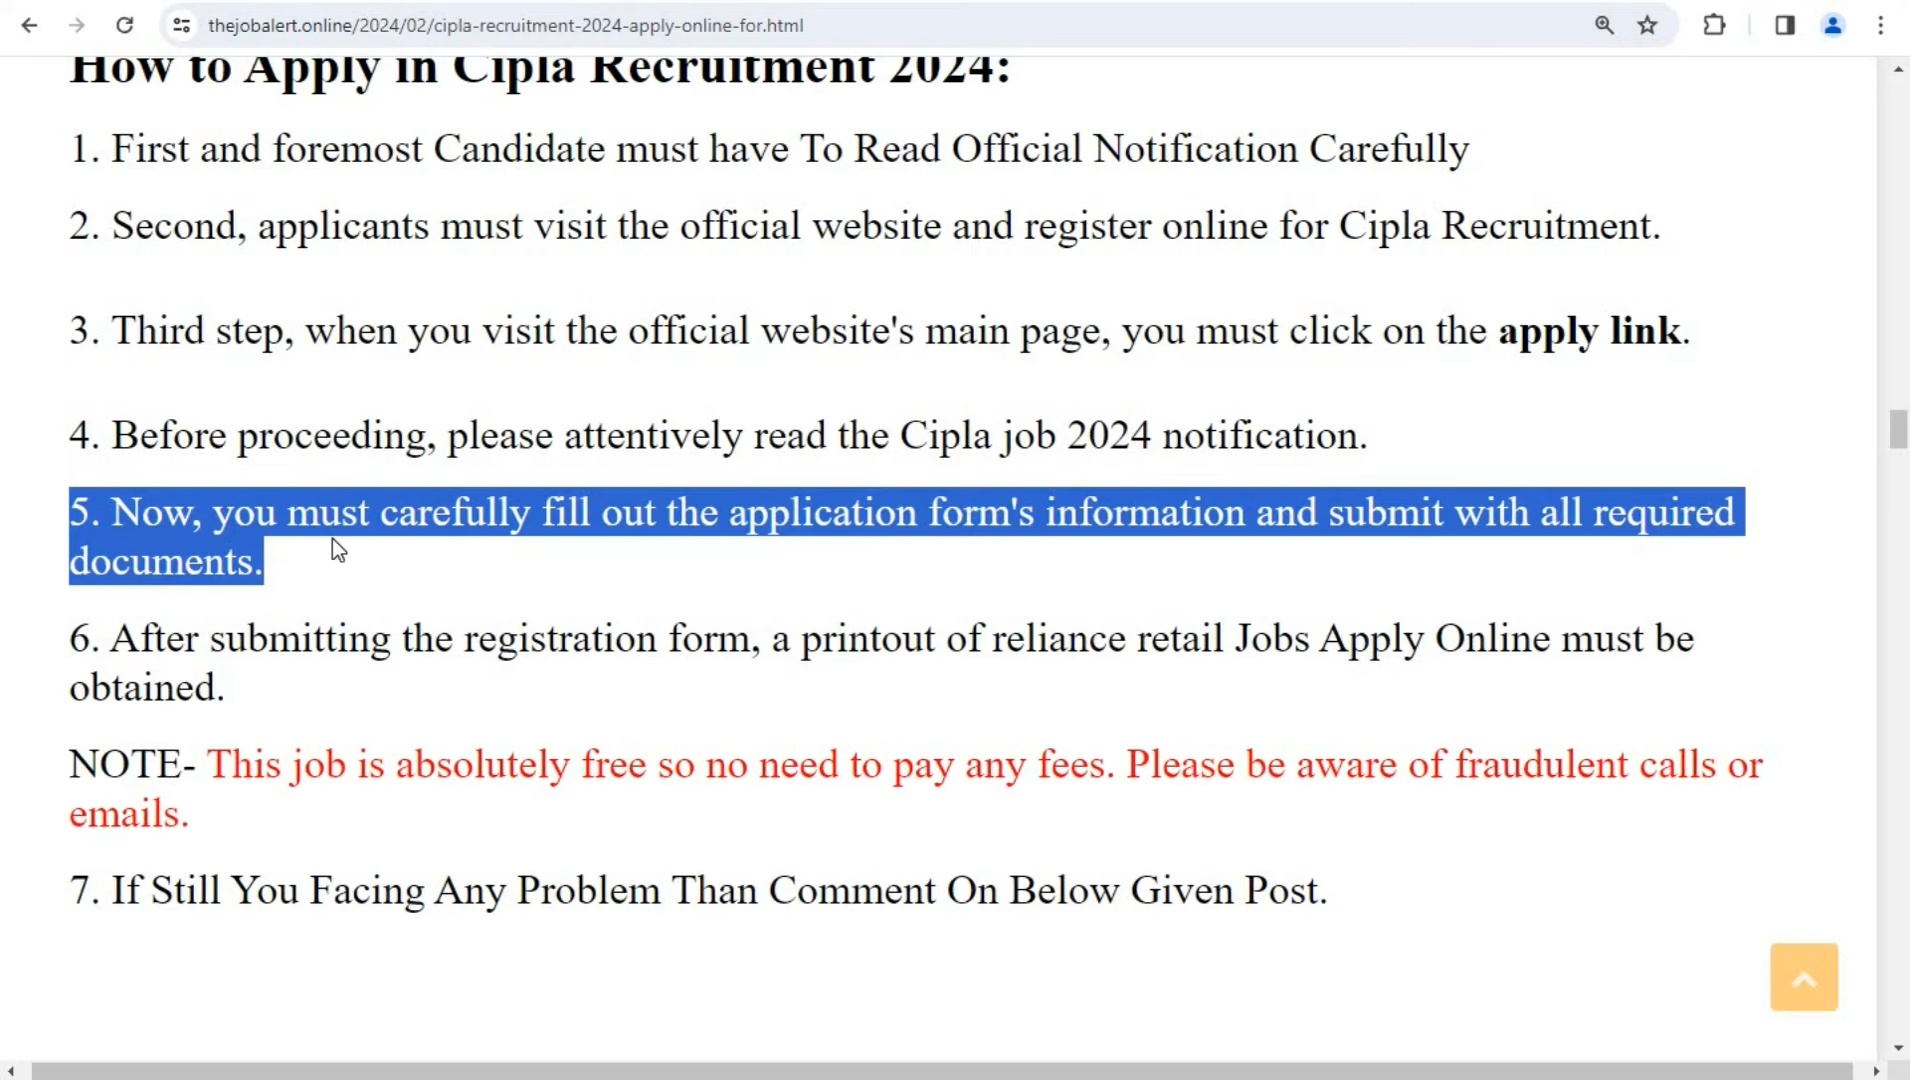 thejobalert.online/2024/02/cipla-recruitment-2024-apply-online-for.html
How to Apply in Cipla Recruitment 2024:
1. First and foremost Candidate must have To Read Official Notification Carefully
2. Second, applicants must visit the official website and register online for Cipla Recruitment.
3. Third step, when you visit the official website's main page, you must click on the apply link.
4. Before proceeding, please attentively read the Cipla job 2024 notification.
5. Now, you must carefully fill out the application form's information and submit with all required
documents.
6. After submitting the registration form, a printout of reliance retail Jobs Apply Online must be
obtained.
NOTE- This job is absolutely free so no need to pay any fees. Please be aware of fraudulent calls or
emails.
7. If Still You Facing Any Problem Than Comment On Below Given Post.